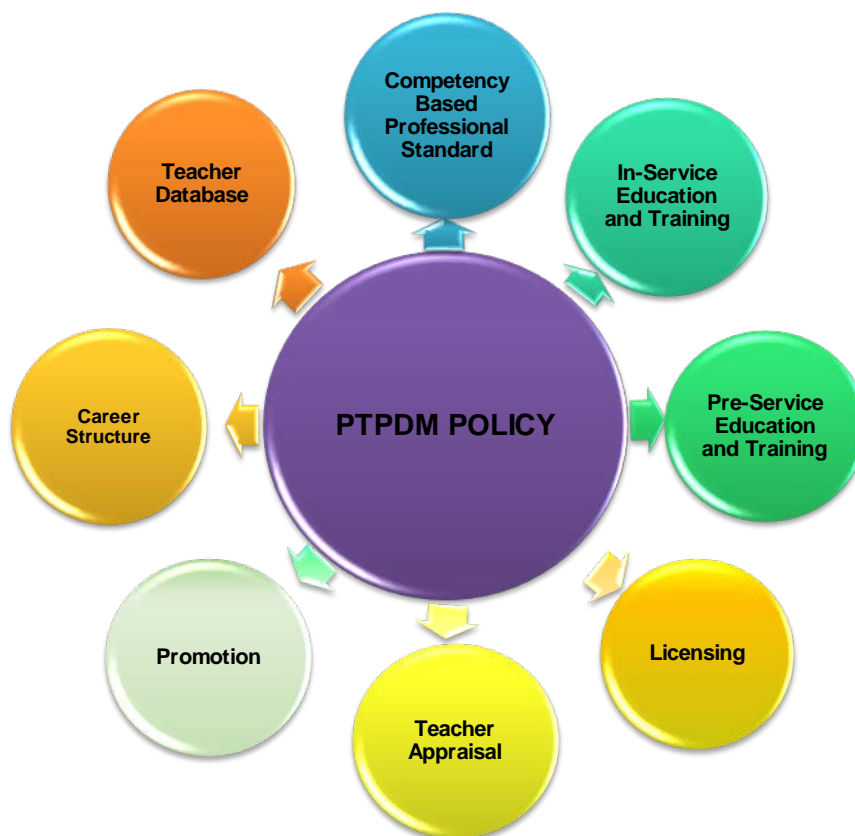 Competency
Based
Professional
Standard
In-Service
Education
and Training
Pre-Service
Education
and Training
Licensing
Teacher
Appraisal
Promotion
Career
Structure
Teacher
Database
PTPDM POLICY